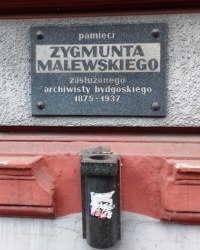 pamięci
ZYGMUNTA
MALEWSKIEGO
zasłużonego
archiwisty bydgoskiego
1875-1937